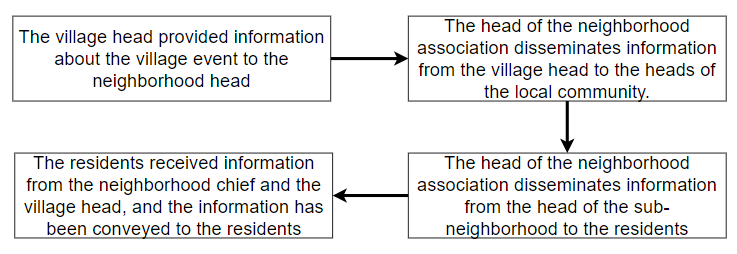 The village head provided information
about the village event to the
neighborhood head
The head of the neighborhood
association disseminates information
from the village head to the heads of
the local community.
The head of the neighborhood
association disseminates information
from the head of the sub-
neighborhood to the residents
The residents received information
from the neighborhood chief and the
village head, and the information has
been conveyed to the residents